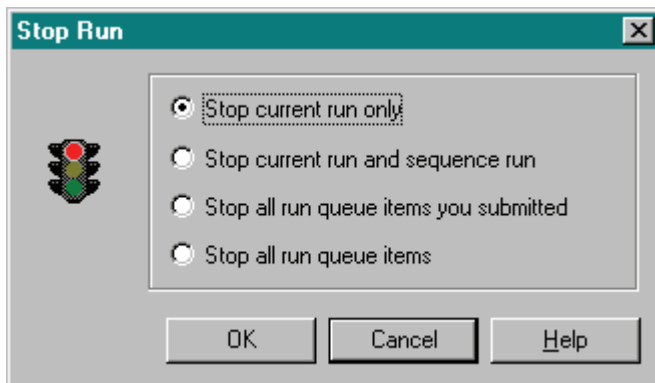 Stop Run
Stop current run only
Stop current run and sequence run
Stop all run queue items you submitted
Stop all run queue items
OK Cancel Help